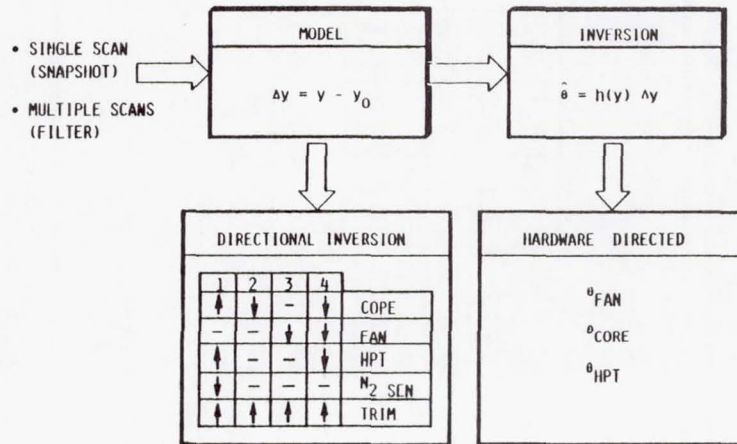 • SINGLE SCAN
(SNAPSHOT)
• MULTIPLE SCANS
(FILTER)
MODEL
Δy = y - y₀
INVERSION
θ̂ = h(y) Δy
DIRECTIONAL INVERSION
1 2 3 4
↑ ↓ - ↓ COPE
- - ↓ ↓ FAN
↑ - - ↓ HPT
↓ - - - N₂ SEN
↑ ↑ ↑ ↑ TRIM
HARDWARE DIRECTED
θFAN
θCORE
θHPT